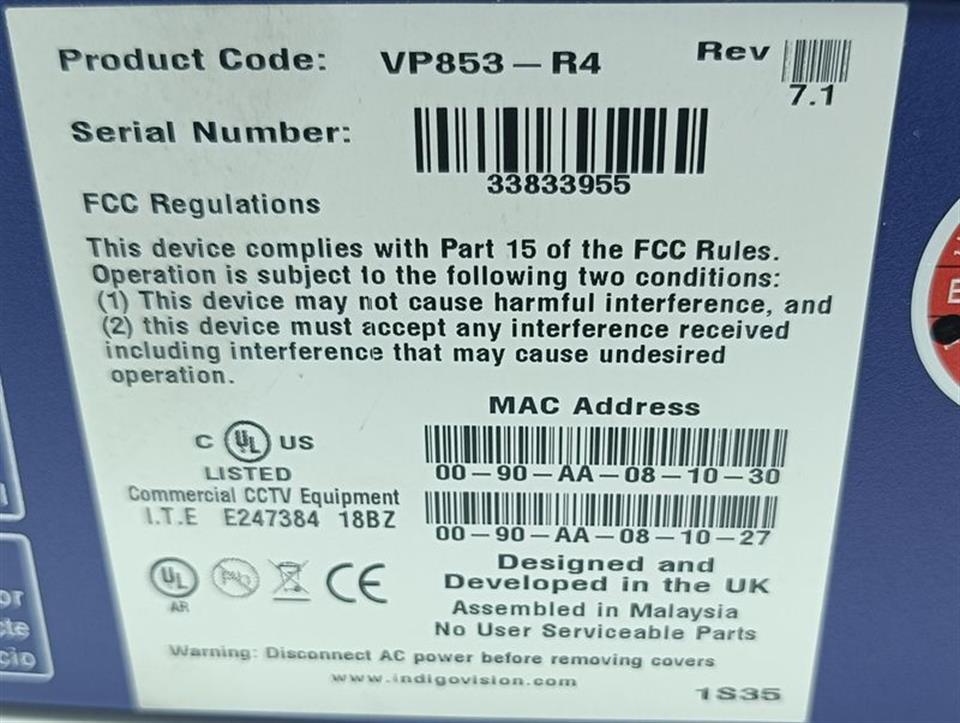 Product Code: VP853-R4 Rev
7.1
Serial Number:
33833955
FCC Regulations
This device complies with Part 15 of the FCC Rules.
Operation is subject to the following two conditions:
(1) This device may not cause harmful interference, and
(2) this device must accept any interference received
including interference that may cause undesired
operation.
MAC Address
00-90-AA-08-10-30
00-90-AA-08-10-27
C UL US
LISTED
Commercial CCTV Equipment
I.T.E E247384 18BZ
UL
AR
Pb
CE
Designed and
Developed in the UK
Assembled in Malaysia
No User Serviceable Parts
Warning: Disconnect AC power before removing covers
www.indigovision.com
1S35